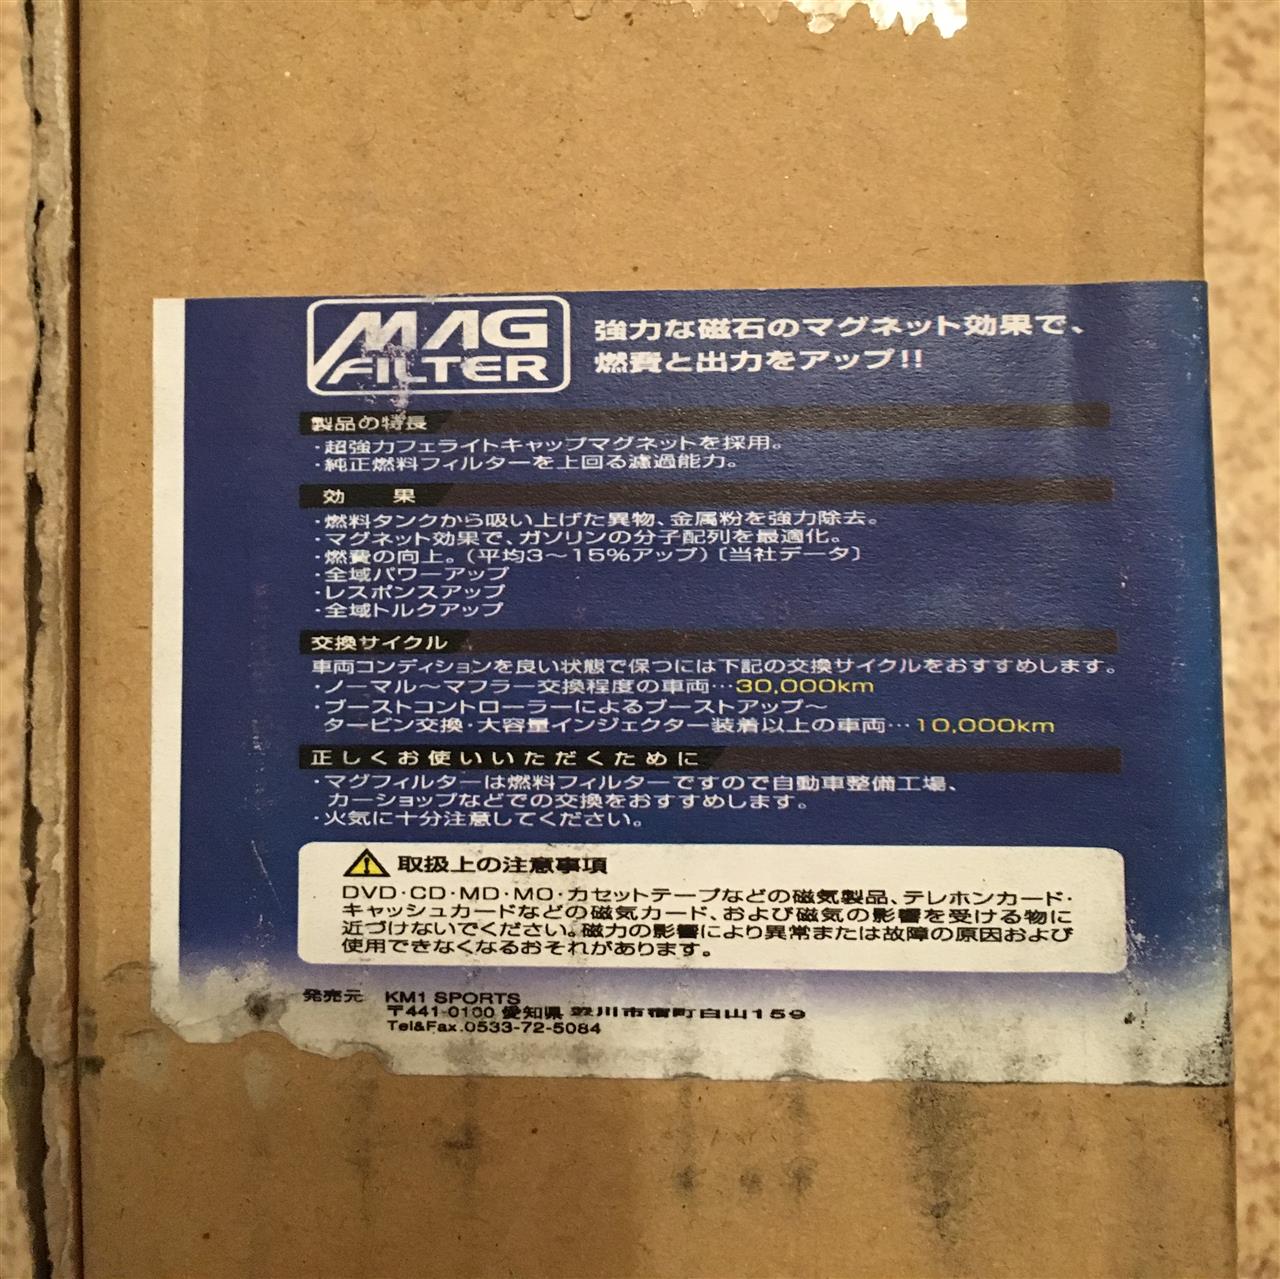 MAG
FILTER
強力な磁石のマグネット効果で、
燃費と出力をアップ!!
製品の特長
・超強力フェライトキャップマグネットを採用。
・純正燃料フィルターを上回る濾過能力。
効 果
・燃料タンクから吸い上げた異物、金属粉を強力除去。
・マグネット効果で、ガソリンの分子配列を最適化。
・燃費の向上。(平均3〜15%アップ)〔当社データ〕
・全域パワーアップ
・レスポンスアップ
・全域トルクアップ
交換サイクル
車両コンディションを良い状態で保つには下記の交換サイクルをおすすめします。
・ノーマル〜マフラー交換程度の車両…30,000km
・ブーストコントローラーによるブーストアップ〜
タービン交換・大容量インジェクター装着以上の車両…10,000km
正しくお使いいただくために
・マグフィルターは燃料フィルターですので自動車整備工場、
カーショップなどでの交換をおすすめします。
・火気に十分注意してください。
取扱上の注意事項
DVD・CD・MD・MO・カセットテープなどの磁気製品、テレホンカード・
キャッシュカードなどの磁気カード、および磁気の影響を受ける物に
近づけないでください。磁力の影響により異常または故障の原因および
使用できなくなるおそれがあります。
発売元 KM1 SPORTS
〒441-0100 愛知県 豊川市宿町白山159
Tel&Fax.0533-72-5084